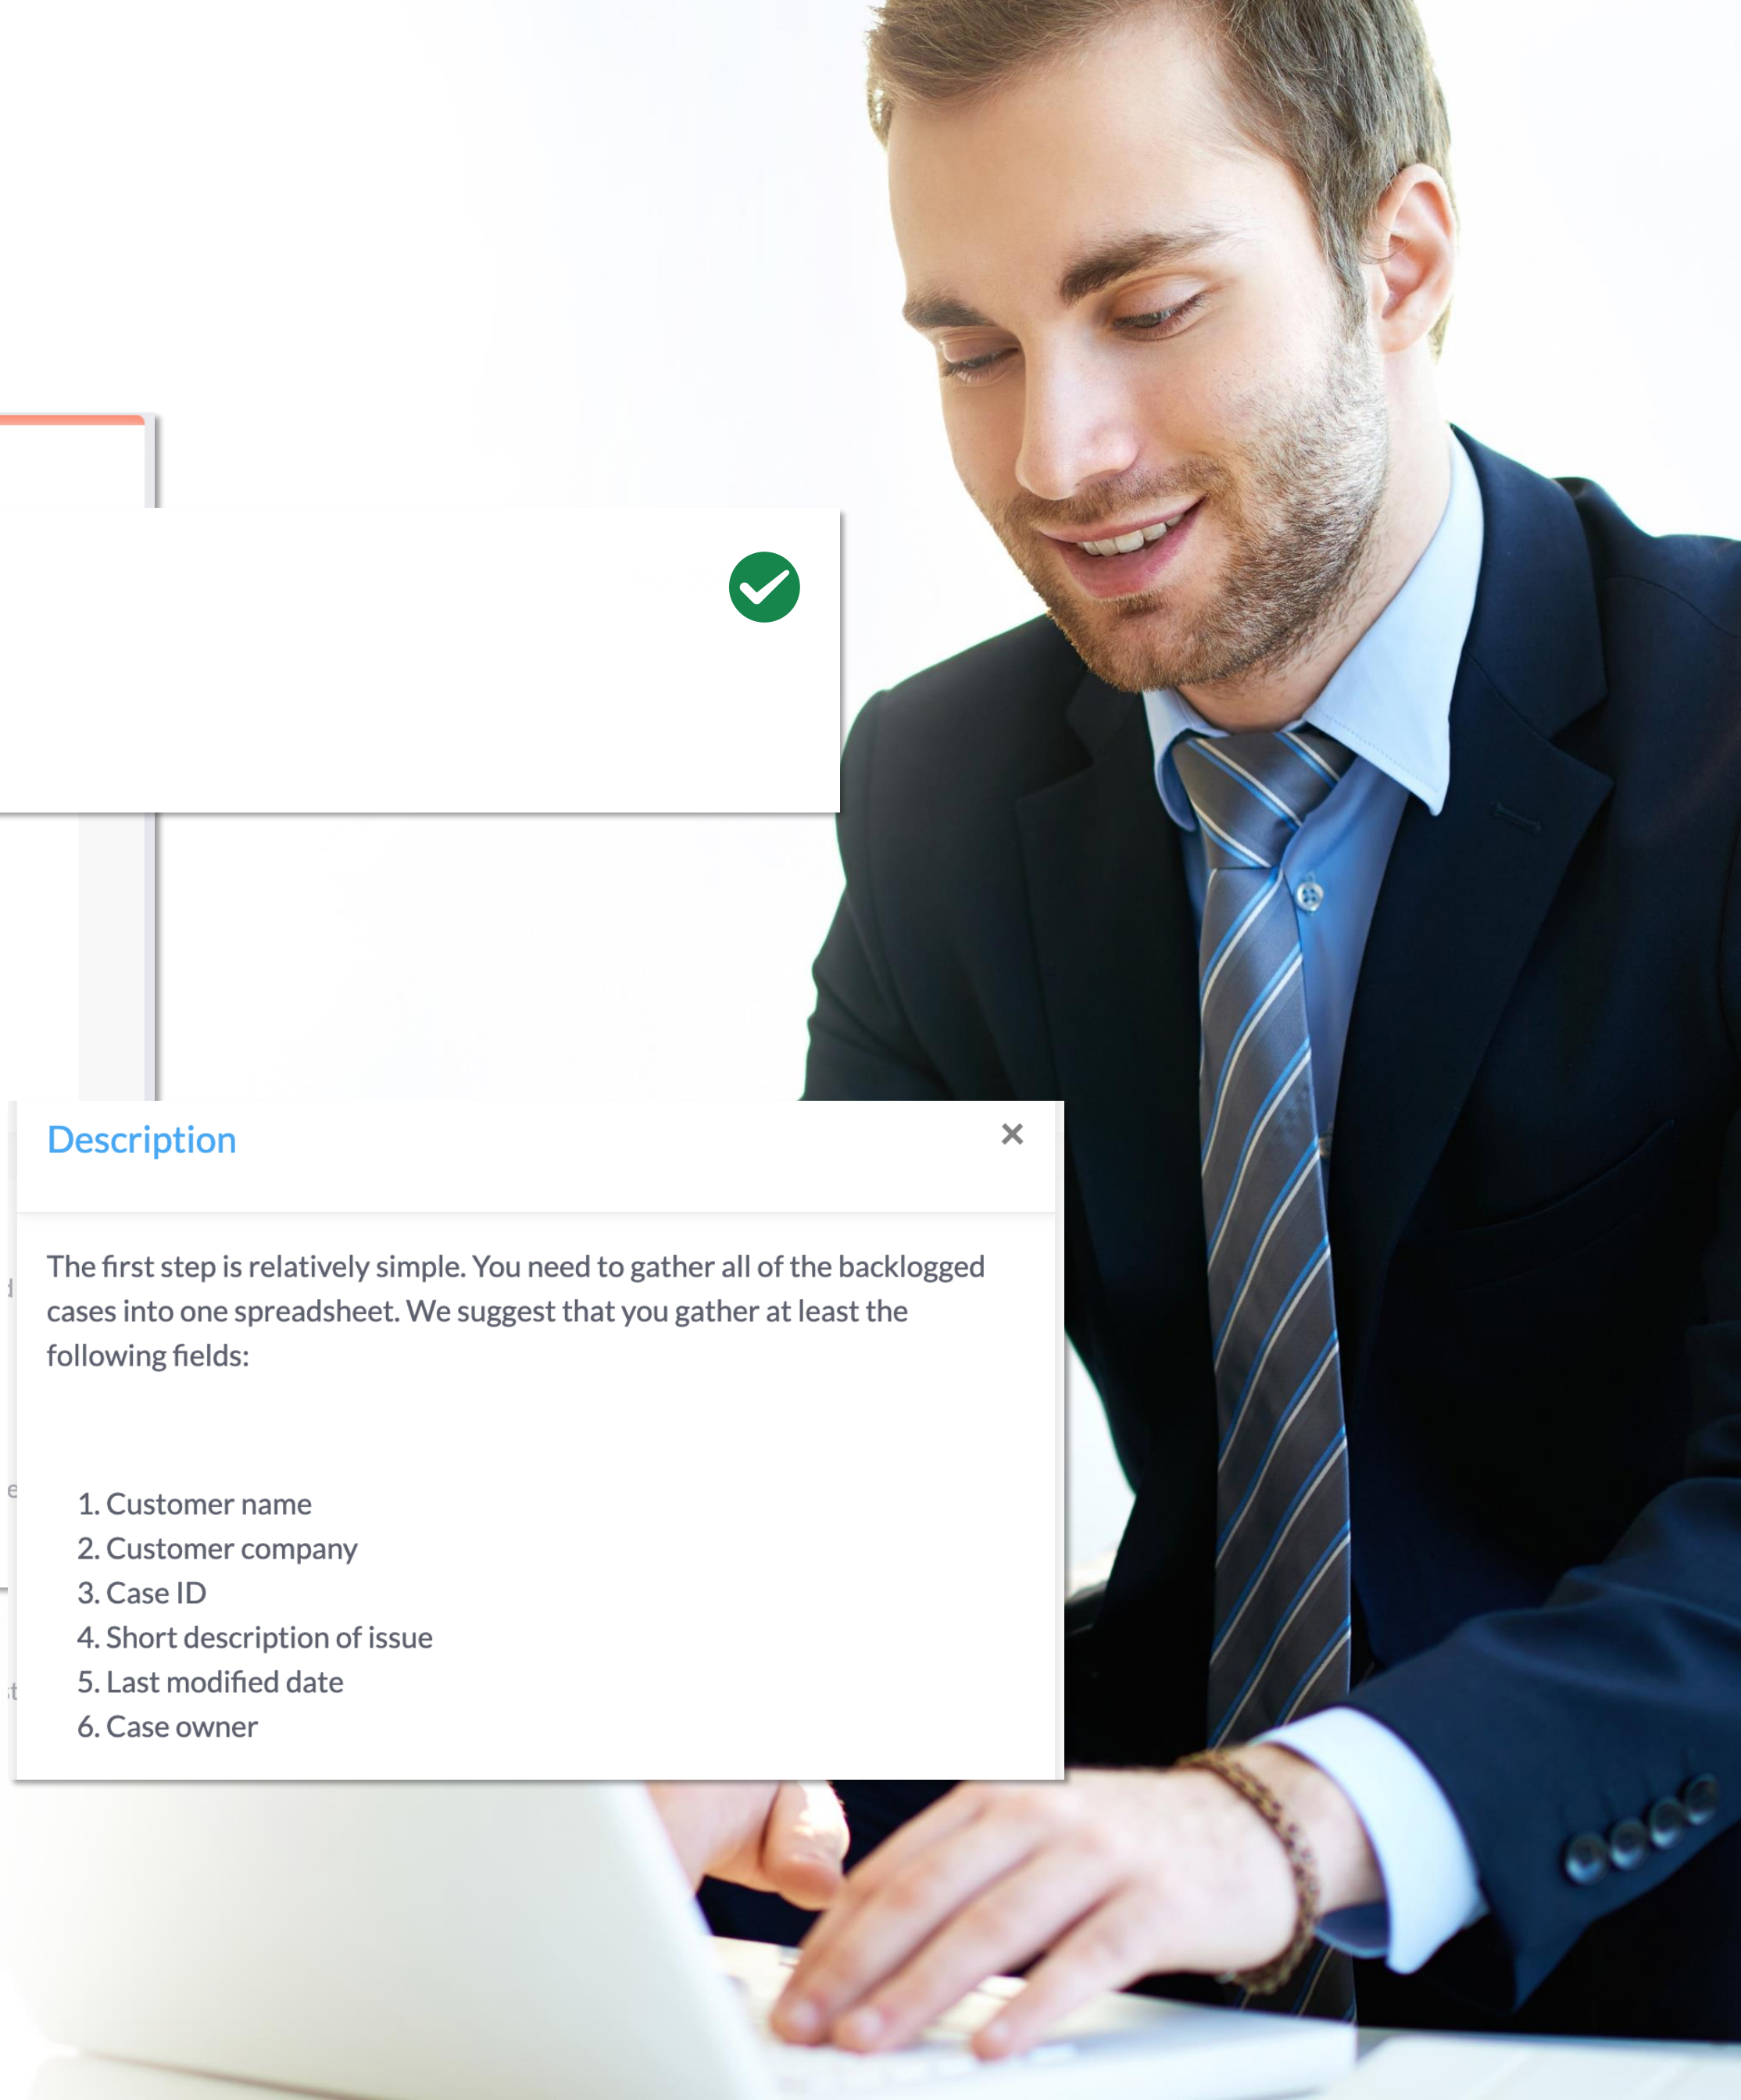 Description
The first step is relatively simple. You need to gather all of the backlogged
cases into one spreadsheet. We suggest that you gather at least the
following fields:
1. Customer name
2. Customer company
3. Case ID
4. Short description of issue
5. Last modified date
6. Case owner